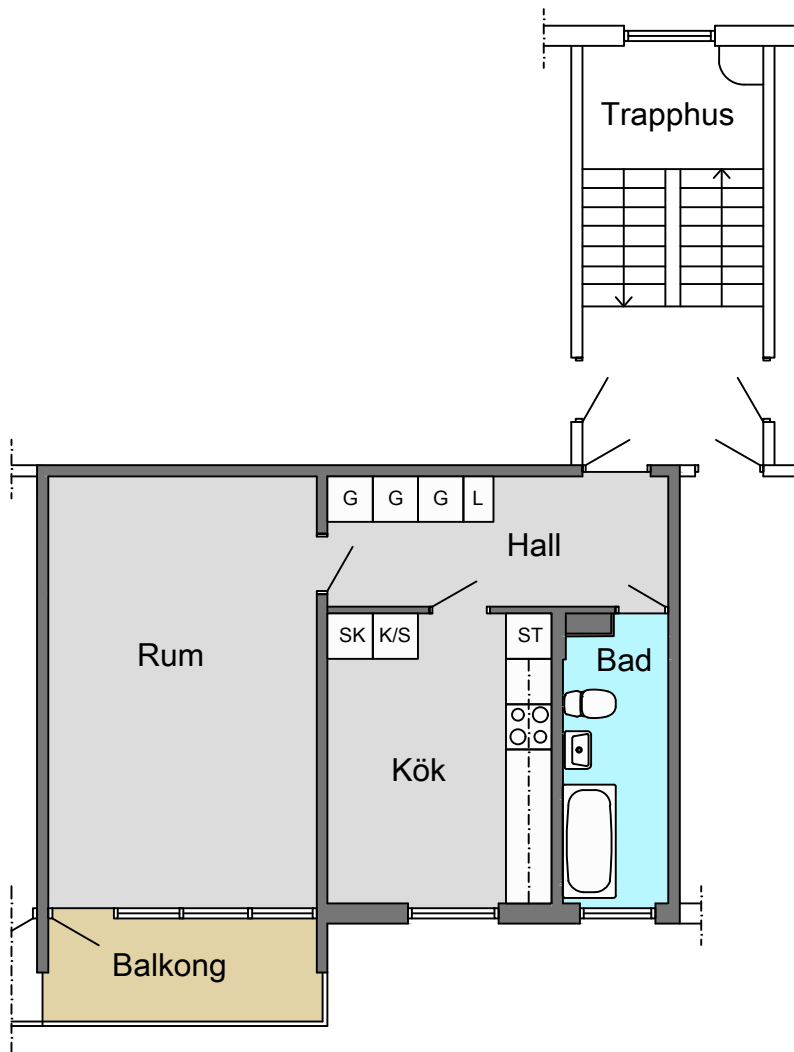 Trapphus
G G G L
Hall
SK K/S ST
Rum
Bad
Kök
Balkong